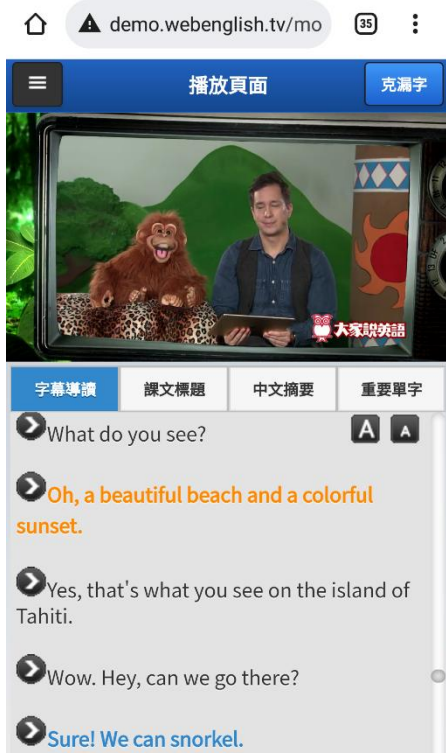 demo.webenglish.tv/mo
35
播放頁面
克漏字
大家說英語
字幕導讀
課文標題
中文摘要
重要單字
What do you see?
A
A
Oh, a beautiful beach and a colorful
sunset.
Yes, that's what you see on the island of
Tahiti.
Wow. Hey, can we go there?
Sure! We can snorkel.